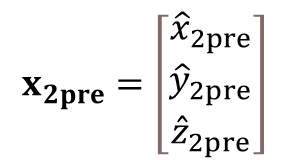 x̂₂pre
𝐱₂pre = ŷ₂pre
ẑ₂pre